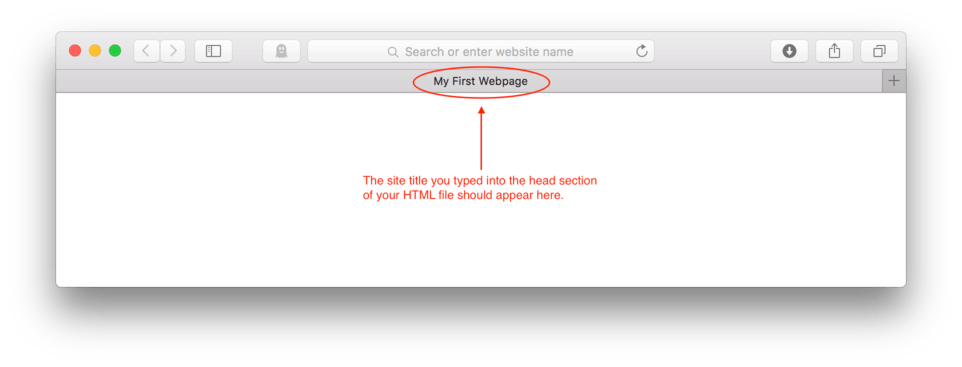 Search or enter website name
My First Webpage
The site title you typed into the head section
of your HTML file should appear here.